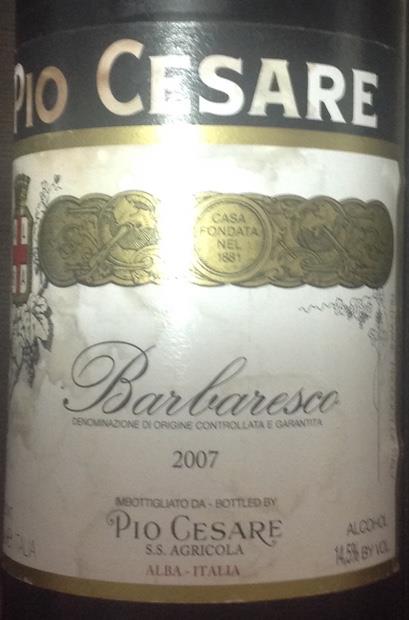 PIO CESARE
CASA
FONDATA
NEL
1881
Barbaresco
DENOMINAZIONE DI ORIGINE CONTROLLATA E GARANTITA
2007
IMBOTTIGLIATO DA - BOTTLED BY
PIO CESARE
S.S. AGRICOLA
ALBA - ITALIA
ITALIA
ALCOHOL
14,5% BY VOL